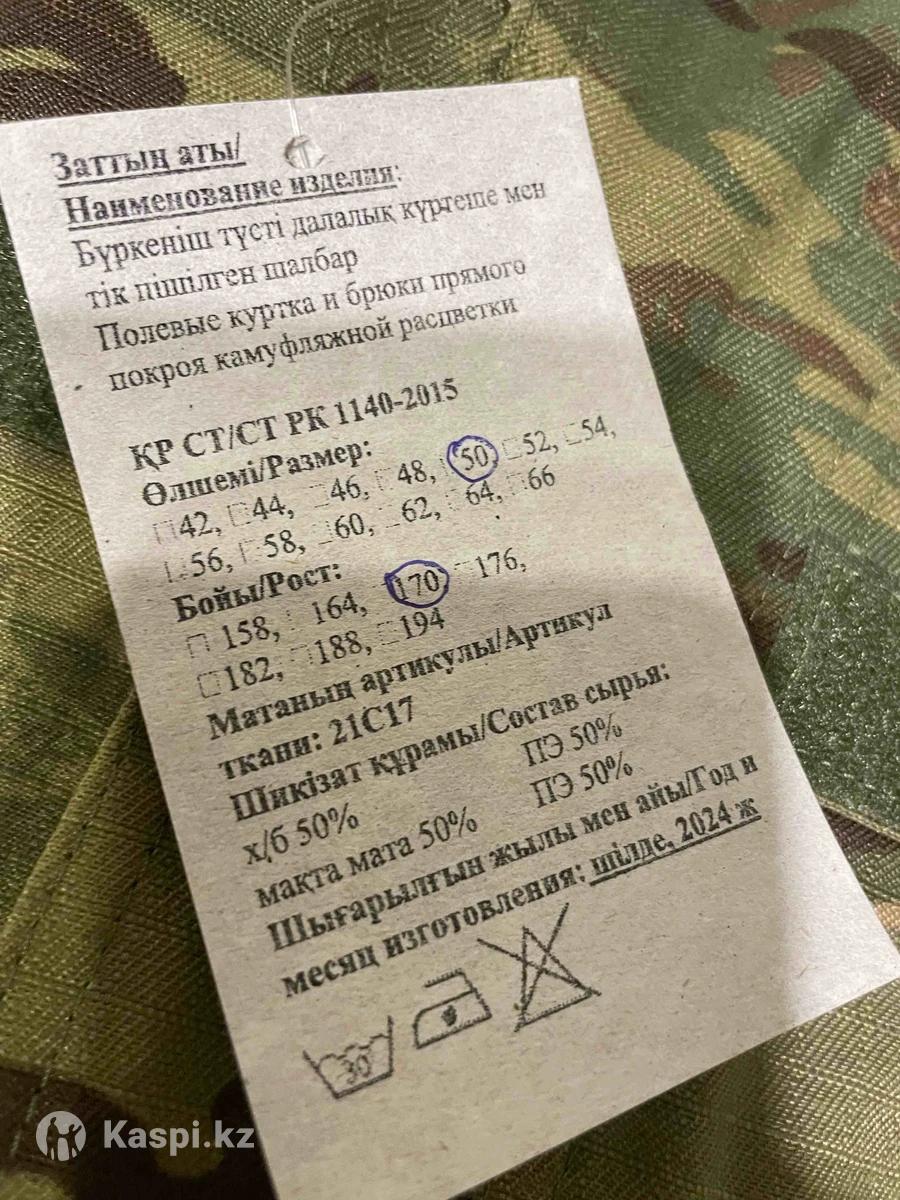 Заттың аты/
Наименование изделия:
Бүркеніш түсті далалық күртеше мен
тік пішілген шалбар
Полевые куртка и брюки прямого
покроя камуфляжной расцветки
ҚР СТ/СТ РК 1140-2015
Өлшемі/Размер:
□42, □44, □46, □48, □50, □52, □54,
□56, □58, □60, □62, □64, □66
Бойы/Рост:
□ 158, □ 164, □170, □176,
□182, □188, □194
Матаның артикулы/Артикул
ткани: 21С17
Шикізат құрамы/Состав сырья:
х/б 50% ПЭ 50%
мақта мата 50% ПЭ 50%
Шығарылғын жылы мен айы/Год и
месяц изготовления: шілде, 2024 ж
30°
Kaspi.kz